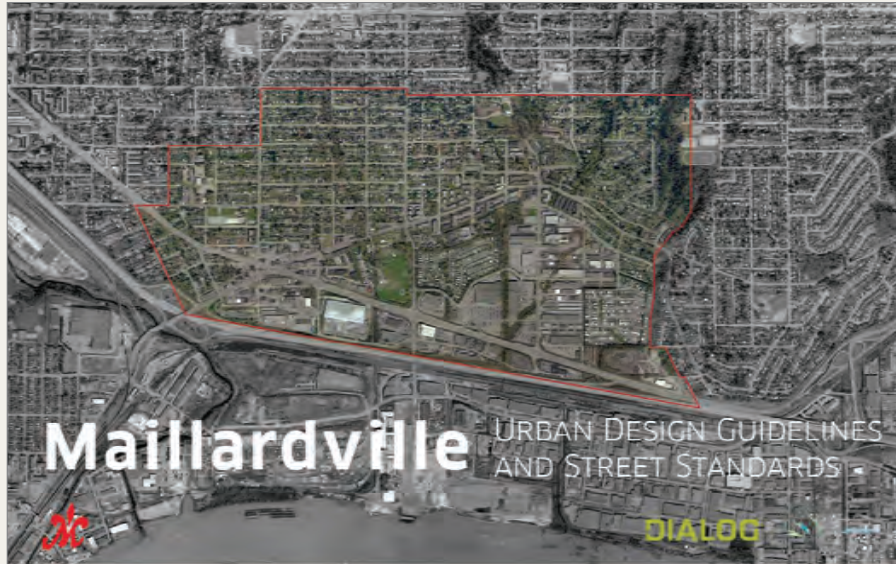 Maillardville
URBAN DESIGN GUIDELINES
AND STREET STANDARDS
DIALOG